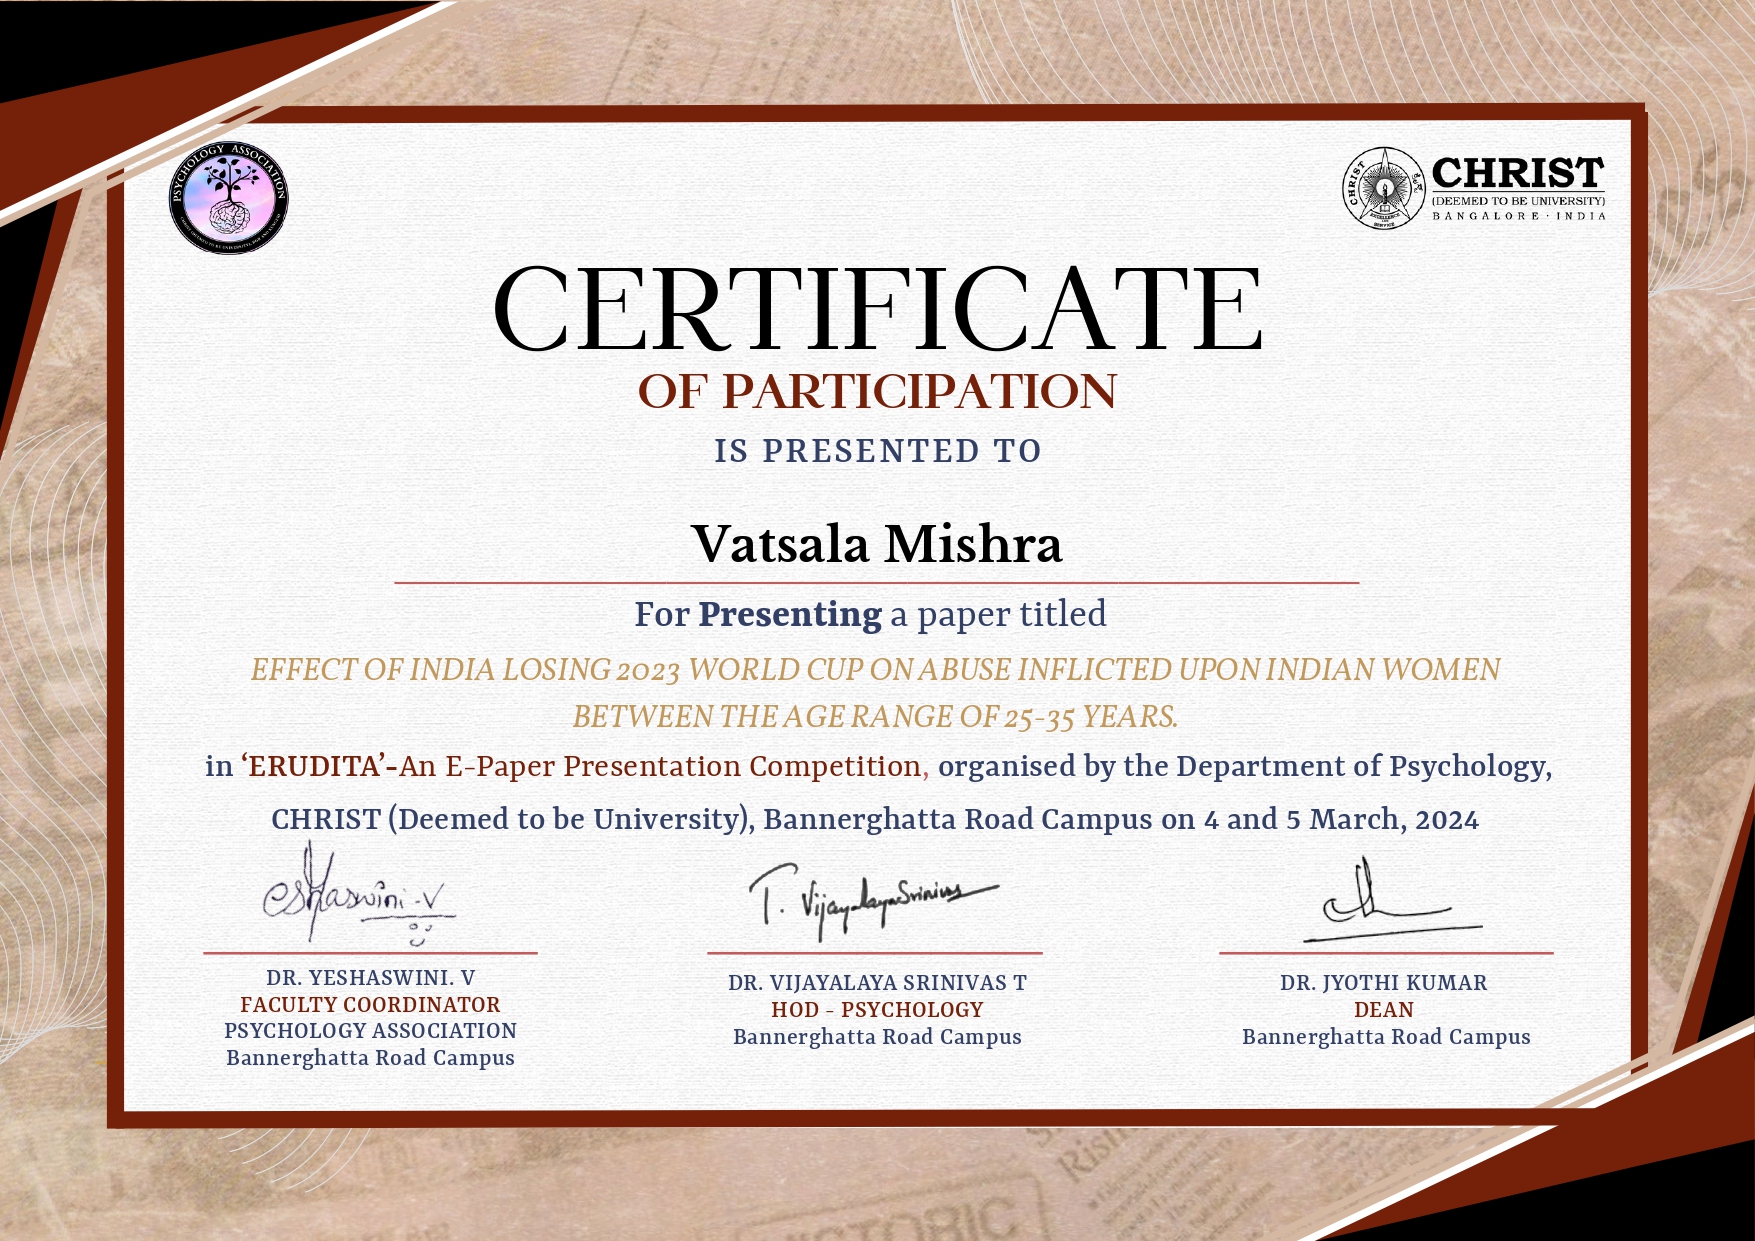 PSYCHOLOGY ASSOCIATION
CHRIST
EXCELLENCE
SERVICE
CHRIST
(DEEMED TO BE UNIVERSITY)
BANGALORE · INDIA
CERTIFICATE
OF PARTICIPATION
IS PRESENTED TO
Vatsala Mishra
For Presenting a paper titled
EFFECT OF INDIA LOSING 2023 WORLD CUP ON ABUSE INFLICTED UPON INDIAN WOMEN
BETWEEN THE AGE RANGE OF 25-35 YEARS.
in ‘ERUDITA’-An E-Paper Presentation Competition, organised by the Department of Psychology,
CHRIST (Deemed to be University), Bannerghatta Road Campus on 4 and 5 March, 2024
Yeshaswini.V
T. VijayalayaSrinivas
DR. YESHASWINI. V
FACULTY COORDINATOR
PSYCHOLOGY ASSOCIATION
Bannerghatta Road Campus
DR. VIJAYALAYA SRINIVAS T
HOD - PSYCHOLOGY
Bannerghatta Road Campus
DR. JYOTHI KUMAR
DEAN
Bannerghatta Road Campus